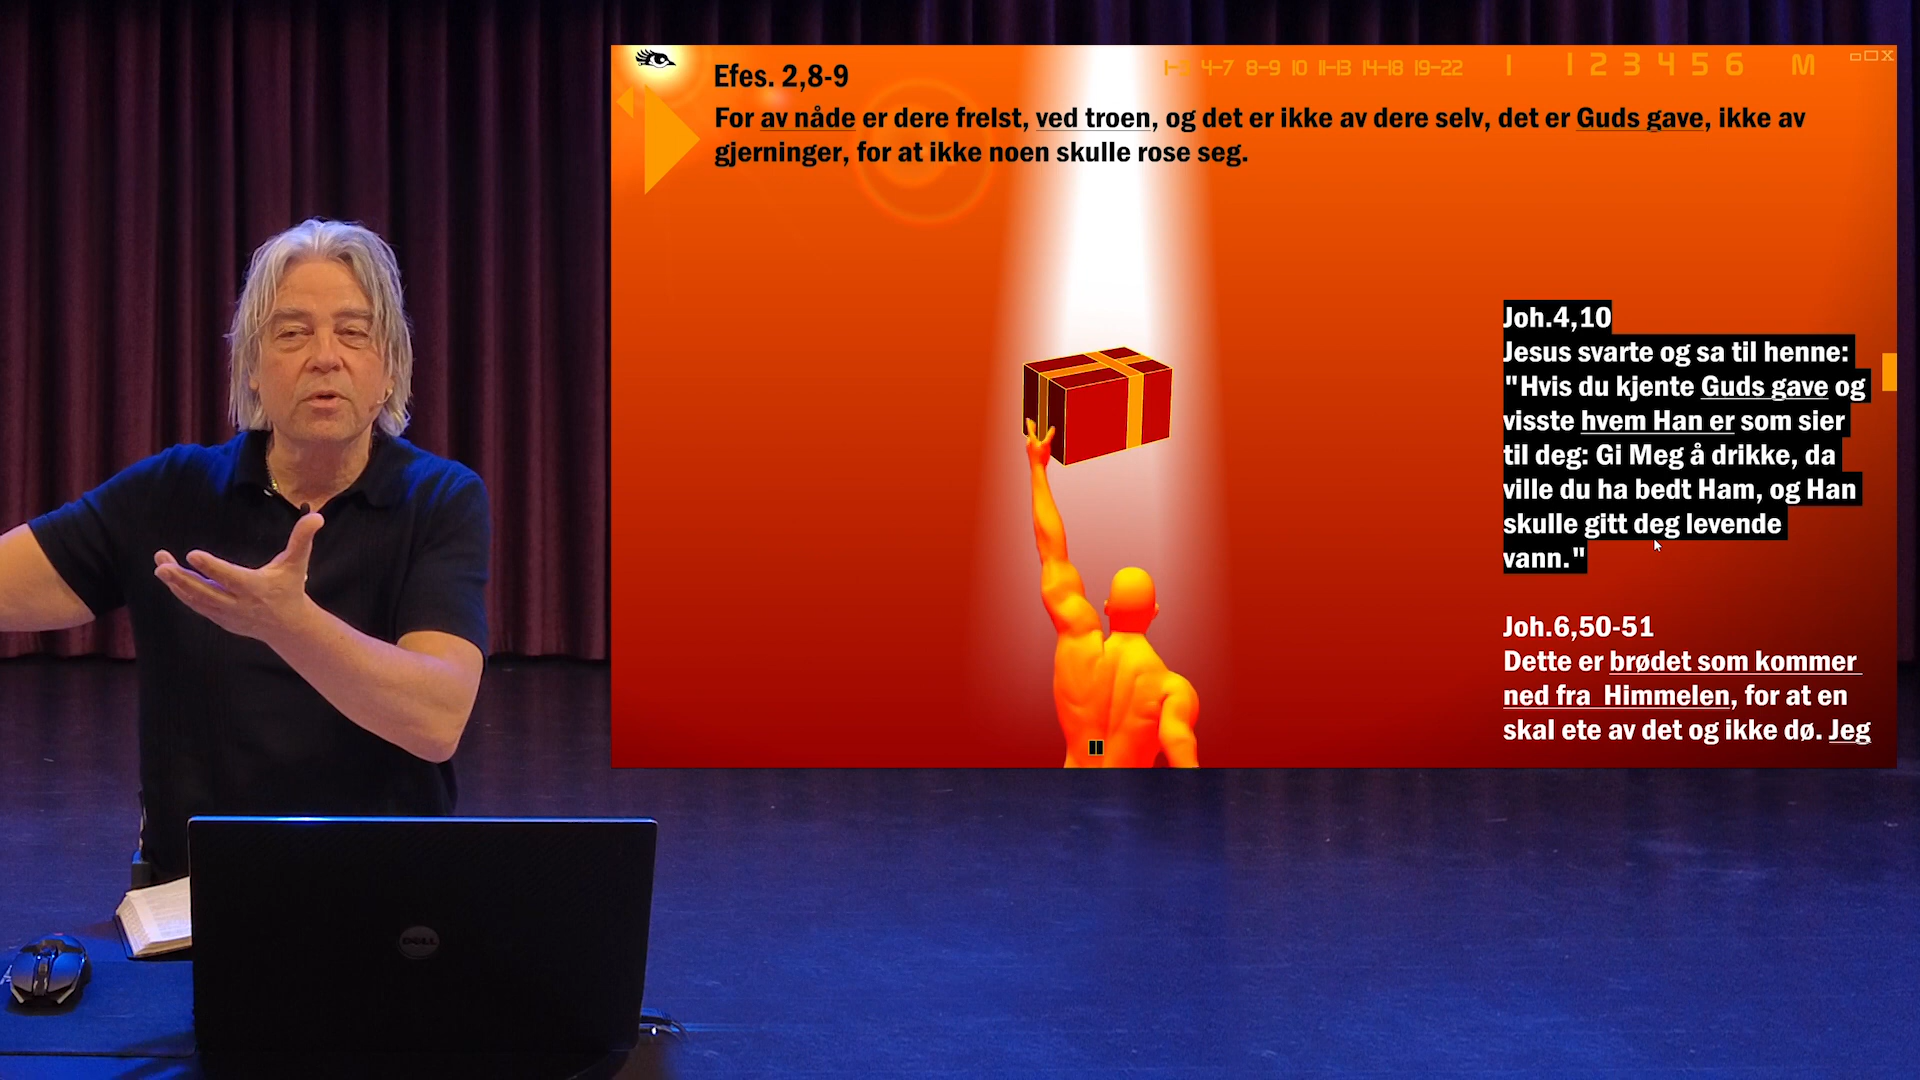 Efes. 2,8-9
1-3 4-7 8-9 10 11-13 14-18 19-22 1 1 2 3 4 5 6 M
For av nåde er dere frelst, ved troen, og det er ikke av dere selv, det er Guds gave, ikke av
gjerninger, for at ikke noen skulle rose seg.
Joh.4,10
Jesus svarte og sa til henne:
"Hvis du kjente Guds gave og
visste hvem Han er som sier
til deg: Gi Meg å drikke, da
ville du ha bedt Ham, og Han
skulle gitt deg levende
vann."
Joh.6,50-51
Dette er brødet som kommer
ned fra Himmelen, for at en
skal ete av det og ikke dø. Jeg
DELL